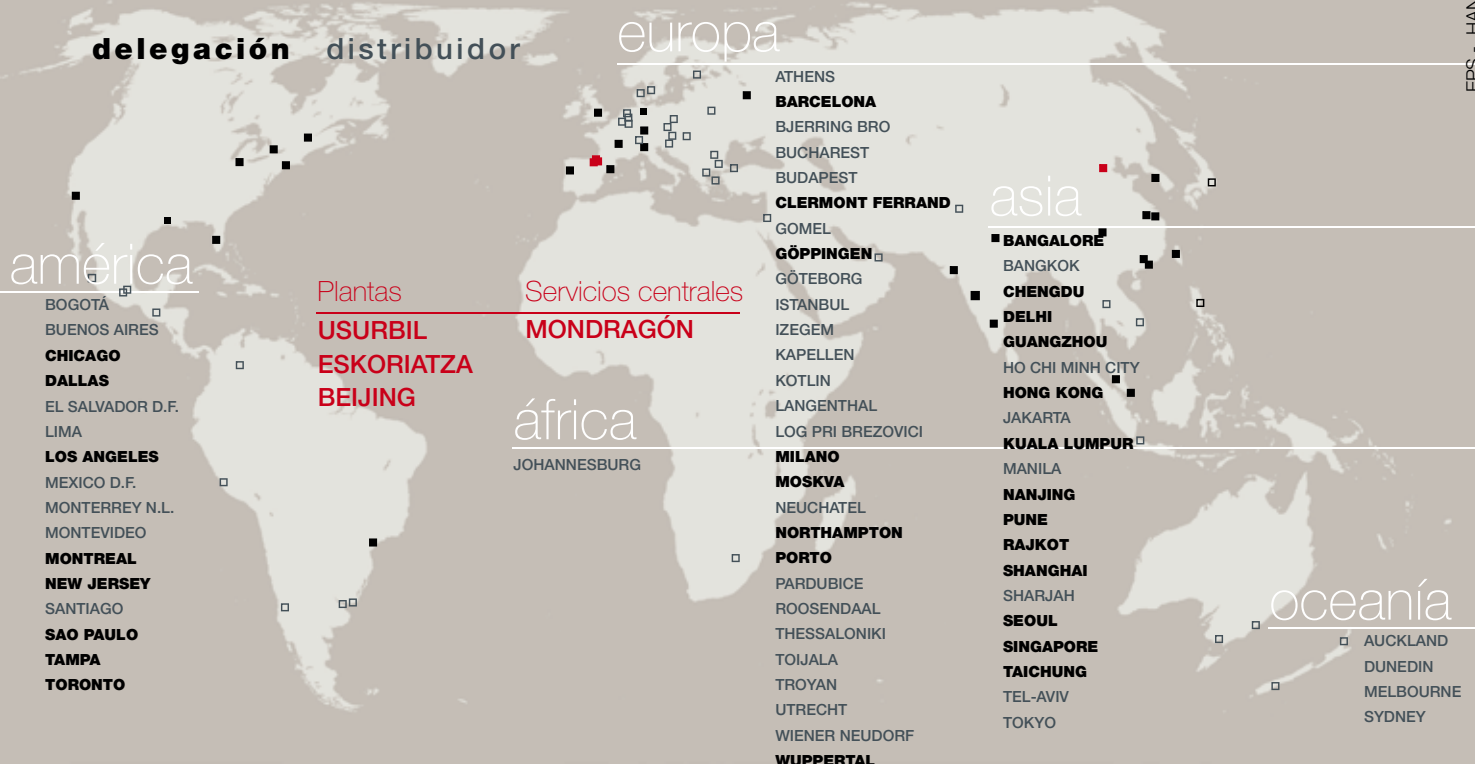 delegación distribuidor
américa
BOGOTÁ
BUENOS AIRES
CHICAGO
DALLAS
EL SALVADOR D.F.
LIMA
LOS ANGELES
MEXICO D.F.
MONTERREY N.L.
MONTEVIDEO
MONTREAL
NEW JERSEY
SANTIAGO
SAO PAULO
TAMPA
TORONTO
Plantas
USURBIL
ESKORIATZA
BEIJING
Servicios centrales
MONDRAGÓN
áfrica
JOHANNESBURG
europa
ATHENS
BARCELONA
BJERRING BRO
BUCHAREST
BUDAPEST
CLERMONT FERRAND
GOMEL
GÖPPINGEN
GÖTEBORG
ISTANBUL
IZEGEM
KAPELLEN
KOTLIN
LANGENTHAL
LOG PRI BREZOVICI
MILANO
MOSKVA
NEUCHATEL
NORTHAMPTON
PORTO
PARDUBICE
ROOSENDAAL
THESSALONIKI
TOIJALA
TROYAN
UTRECHT
WIENER NEUDORF
WUPPERTAL
asia
BANGALORE
BANGKOK
CHENGDU
DELHI
GUANGZHOU
HO CHI MINH CITY
HONG KONG
JAKARTA
KUALA LUMPUR
MANILA
NANJING
PUNE
RAJKOT
SHANGHAI
SHARJAH
SEOUL
SINGAPORE
TAICHUNG
TEL-AVIV
TOKYO
oceanía
AUCKLAND
DUNEDIN
MELBOURNE
SYDNEY